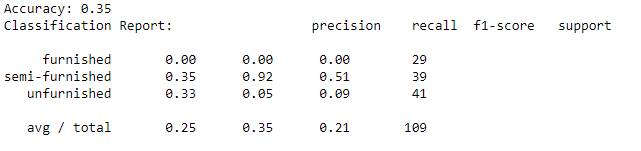 Accuracy: 0.35
Classification Report: precision recall f1-score support
furnished 0.00 0.00 0.00 29
semi-furnished 0.35 0.92 0.51 39
unfurnished 0.33 0.05 0.09 41
avg / total 0.25 0.35 0.21 109